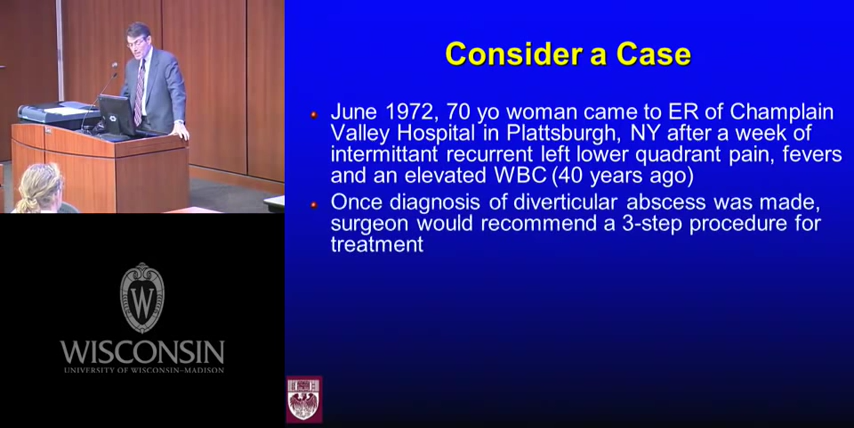 Consider a Case
June 1972, 70 yo woman came to ER of Champlain
Valley Hospital in Plattsburgh, NY after a week of
intermittant recurrent left lower quadrant pain, fevers
and an elevated WBC (40 years ago)
Once diagnosis of diverticular abscess was made,
surgeon would recommend a 3-step procedure for
treatment
W
WISCONSIN
UNIVERSITY OF WISCONSIN–MADISON